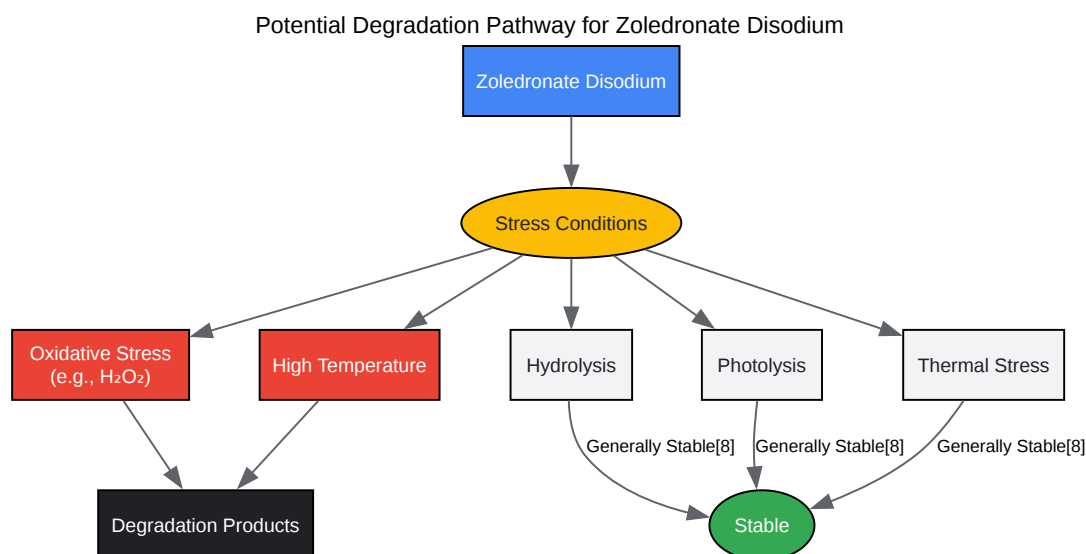 Potential Degradation Pathway for Zoledronate Disodium
Zoledronate Disodium
Stress Conditions
Oxidative Stress
(e.g., H₂O₂)
High Temperature
Hydrolysis
Photolysis
Thermal Stress
Generally Stable[8]
Generally Stable[8]
Generally Stable[8]
Degradation Products
Stable